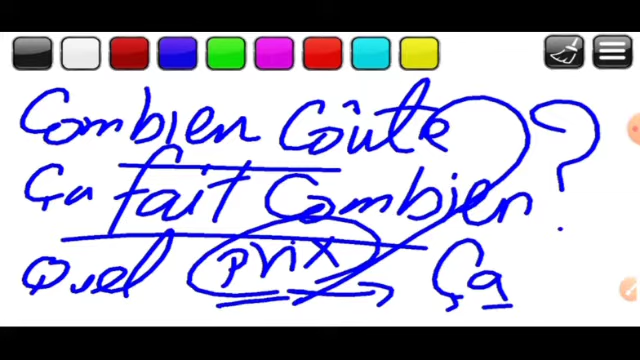 Combien Coûte ?
Ça fait Combien
Quel prix → Ça